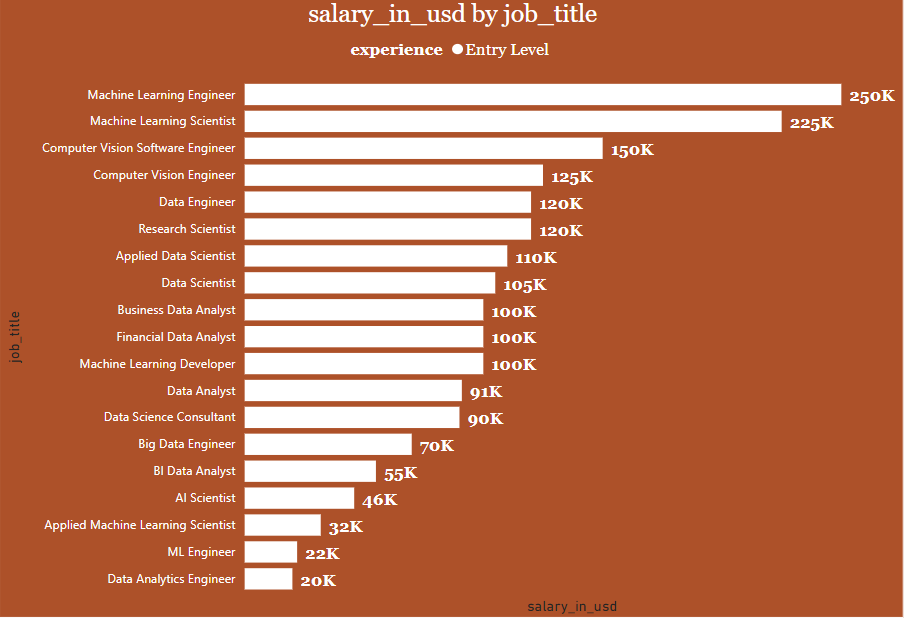 salary_in_usd by job_title
experience Entry Level
Machine Learning Engineer 250K
Machine Learning Scientist 225K
Computer Vision Software Engineer 150K
Computer Vision Engineer 125K
Data Engineer 120K
Research Scientist 120K
Applied Data Scientist 110K
Data Scientist 105K
Business Data Analyst 100K
Financial Data Analyst 100K
Machine Learning Developer 100K
Data Analyst 91K
Data Science Consultant 90K
Big Data Engineer 70K
BI Data Analyst 55K
AI Scientist 46K
Applied Machine Learning Scientist 32K
ML Engineer 22K
Data Analytics Engineer 20K
job_title
salary_in_usd